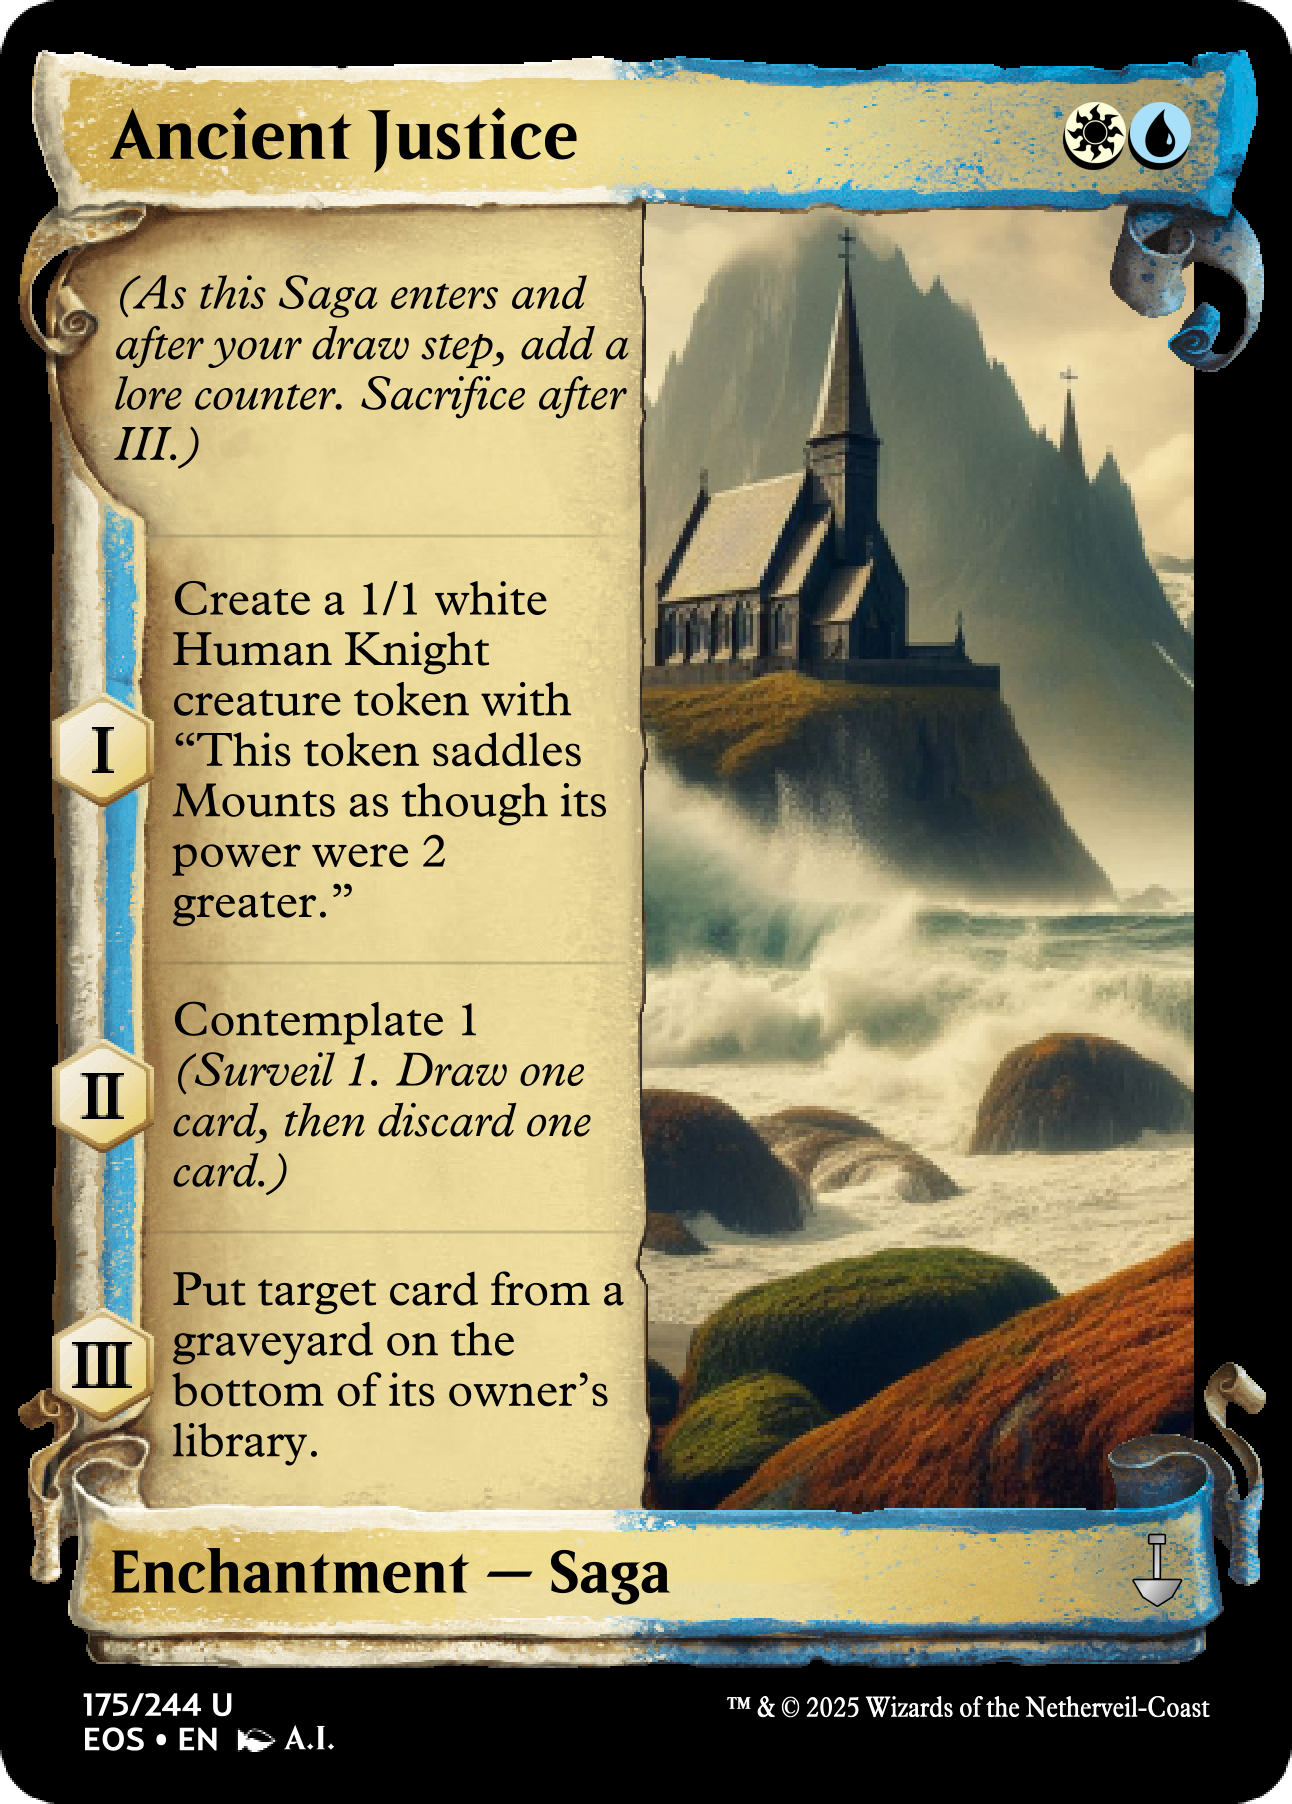 Ancient Justice
(As this Saga enters and
after your draw step, add a
lore counter. Sacrifice after
III.)
I
Create a 1/1 white
Human Knight
creature token with
“This token saddles
Mounts as though its
power were 2
greater.”
II
Contemplate 1
(Surveil 1. Draw one
card, then discard one
card.)
III
Put target card from a
graveyard on the
bottom of its owner’s
library.
Enchantment — Saga
175/244 U
EOS • EN A.I.
™ & © 2025 Wizards of the Netherveil-Coast